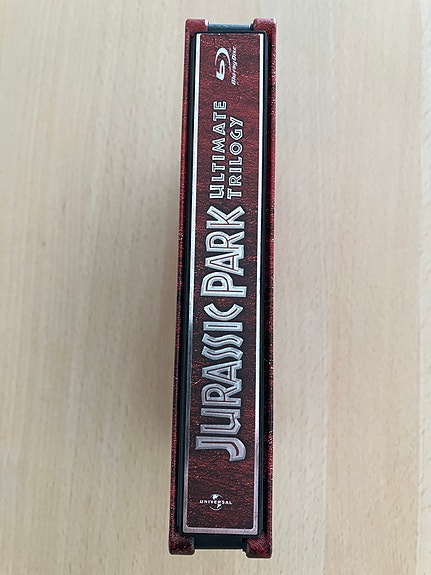 JURASSIC PARK
ULTIMATE
TRILOGY
Blu-ray Disc
UNIVERSAL